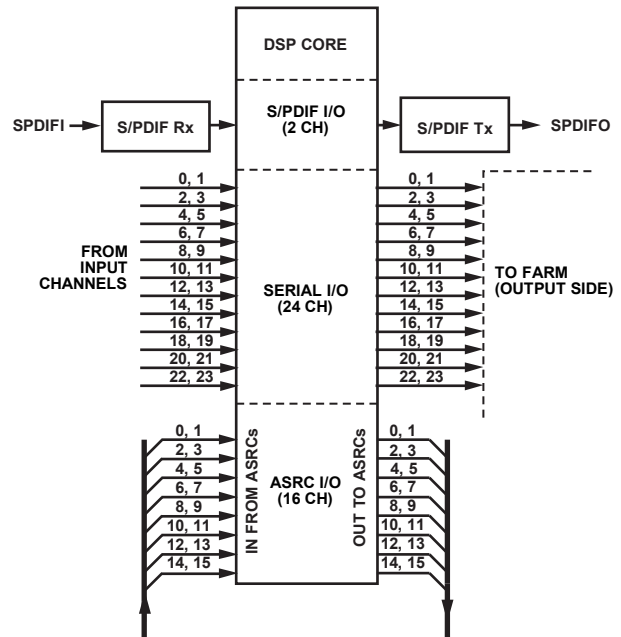 DSP CORE
S/PDIF I/O
(2 CH)
SPDIFI
S/PDIF Rx
S/PDIF Tx
SPDIFO
FROM
INPUT
CHANNELS
0, 1
2, 3
4, 5
6, 7
8, 9
10, 11
12, 13
14, 15
16, 17
18, 19
20, 21
22, 23
SERIAL I/O
(24 CH)
0, 1
2, 3
4, 5
6, 7
8, 9
10, 11
12, 13
14, 15
16, 17
18, 19
20, 21
22, 23
TO FARM
(OUTPUT SIDE)
0, 1
2, 3
4, 5
6, 7
8, 9
10, 11
12, 13
14, 15
IN FROM ASRCs
ASRC I/O
(16 CH)
OUT TO ASRCs
0, 1
2, 3
4, 5
6, 7
8, 9
10, 11
12, 13
14, 15